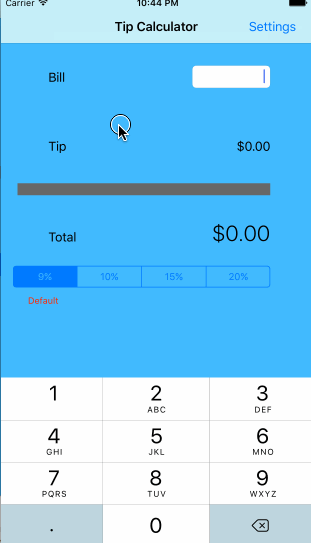 Carrier 10:44 PM
Tip Calculator Settings
Bill
Tip $0.00
Total $0.00
9% 10% 15% 20%
Default
1 2 3
ABC DEF
4 5 6
GHI JKL MNO
7 8 9
PQRS TUV WXYZ
. 0